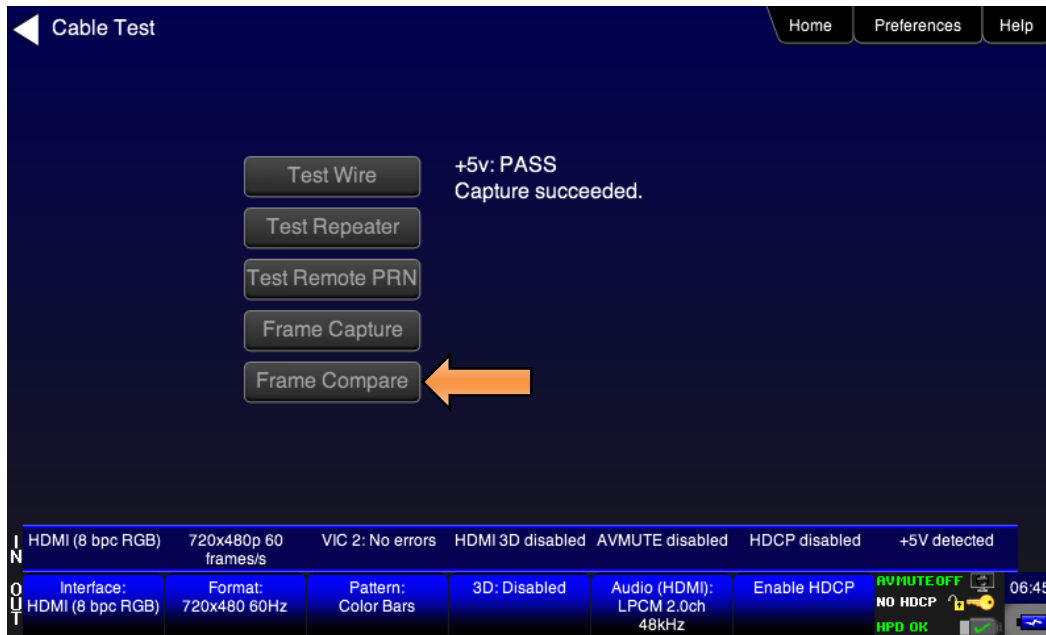 Cable Test
Home
Preferences
Help
Test Wire
+5v: PASS
Capture succeeded.
Test Repeater
Test Remote PRN
Frame Capture
Frame Compare
IN
HDMI (8 bpc RGB)
720x480p 60
frames/s
VIC 2: No errors
HDMI 3D disabled
AVMUTE disabled
HDCP disabled
+5V detected
OUT
Interface:
HDMI (8 bpc RGB)
Format:
720x480 60Hz
Pattern:
Color Bars
3D: Disabled
Audio (HDMI):
LPCM 2.0ch
48kHz
Enable HDCP
AVMUTEOFF
NO HDCP
HPD OK
06:45